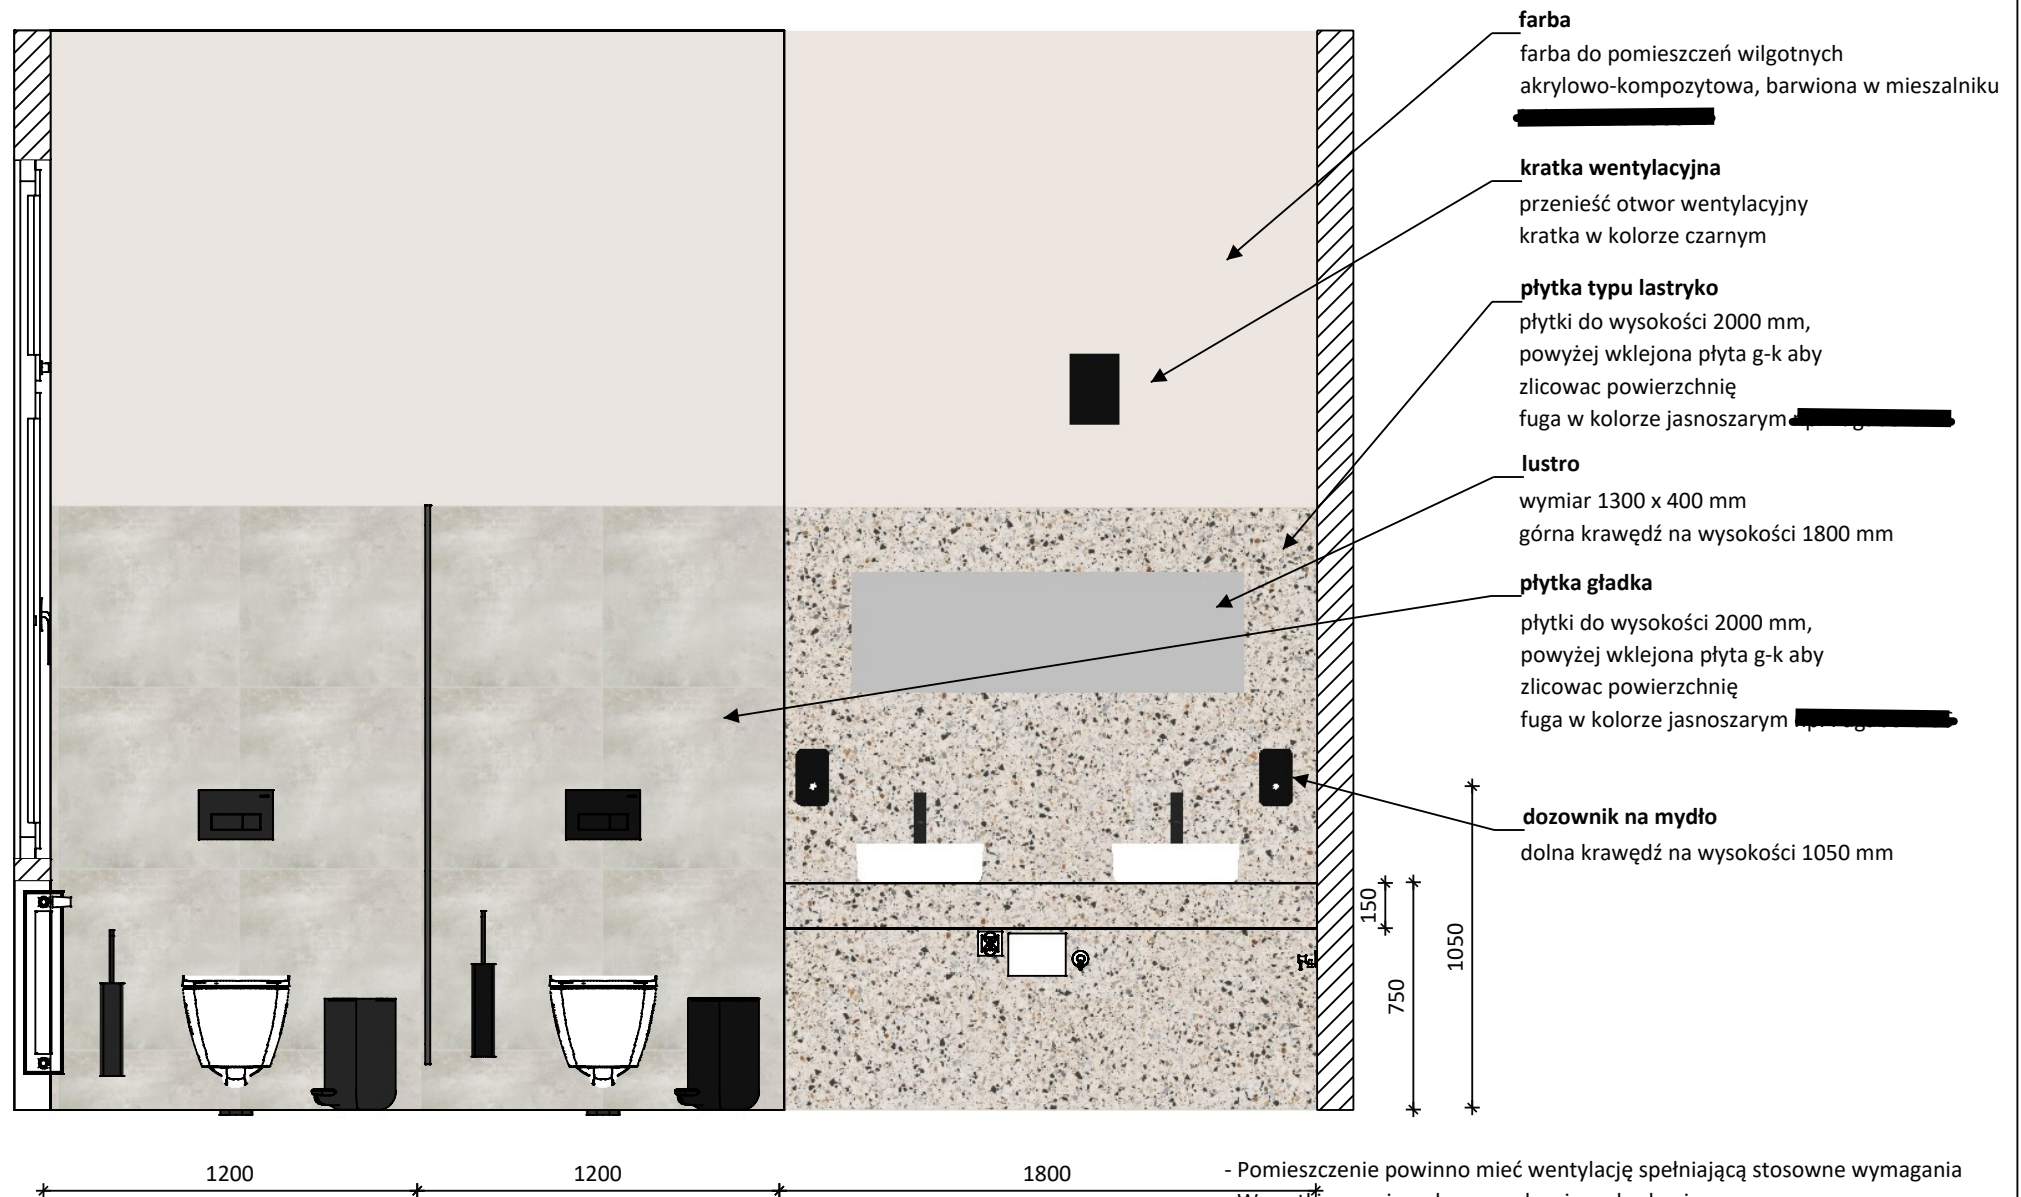 farba
farba do pomieszczeń wilgotnych
akrylowo-kompozytowa, barwiona w mieszalniku
kratka wentylacyjna
przenieść otwor wentylacyjny
kratka w kolorze czarnym
płytka typu lastryko
płytki do wysokości 2000 mm,
powyżej wklejona płyta g-k aby
zlicowac powierzchnię
fuga w kolorze jasnoszarym
lustro
wymiar 1300 x 400 mm
górna krawędź na wysokości 1800 mm
płytka gładka
płytki do wysokości 2000 mm,
powyżej wklejona płyta g-k aby
zlicowac powierzchnię
fuga w kolorze jasnoszarym
dozownik na mydło
dolna krawędź na wysokości 1050 mm
150
750
1050
1200
1200
1800
- Pomieszczenie powinno mieć wentylację spełniającą stosowne wymagania